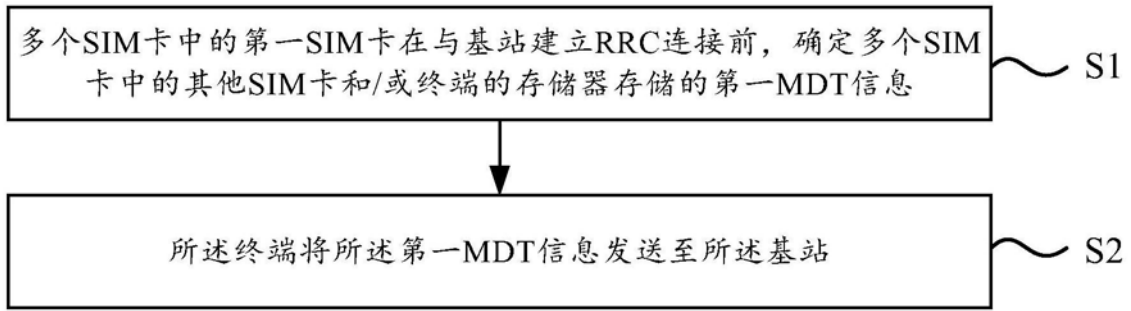 多个SIM卡中的第一SIM卡在与基站建立RRC连接前，确定多个SIM
卡中的其他SIM卡和/或终端的存储器存储的第一MDT信息
S1
所述终端将所述第一MDT信息发送至所述基站
S2